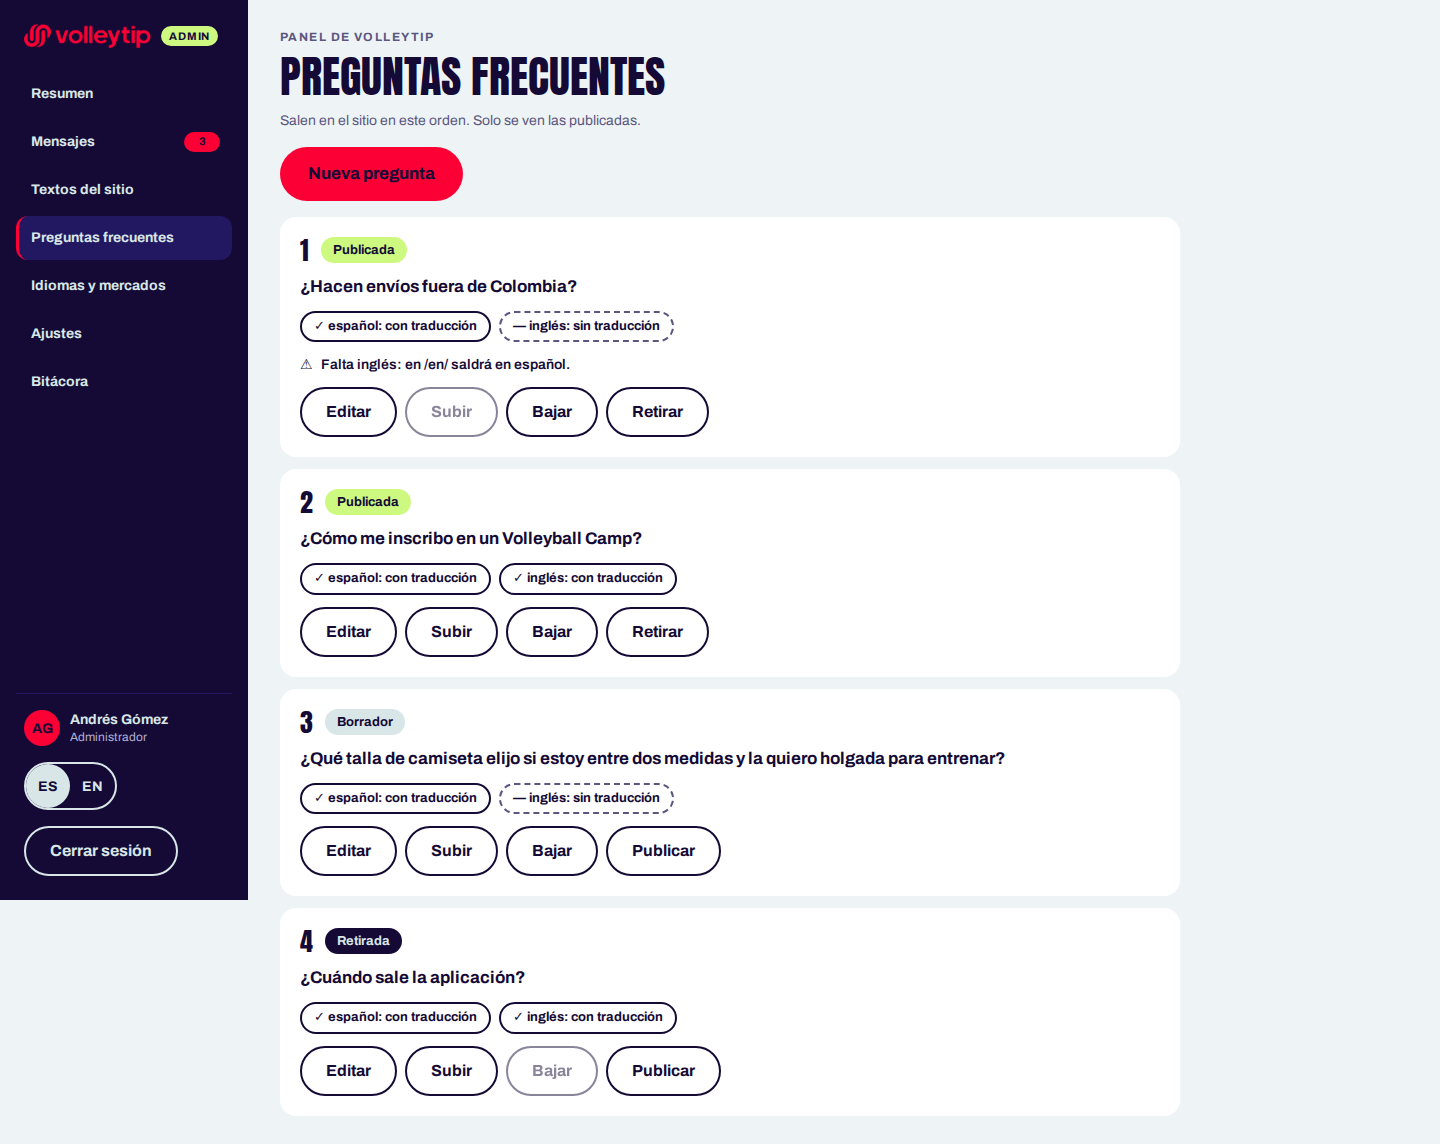 volleytip ADMIN
Resumen
Mensajes 3
Textos del sitio
Preguntas frecuentes
Idiomas y mercados
Ajustes
Bitácora
AG Andrés Gómez
Administrador
ES EN
Cerrar sesión
PANEL DE VOLLEYTIP
PREGUNTAS FRECUENTES
Salen en el sitio en este orden. Solo se ven las publicadas.
Nueva pregunta
1 Publicada
¿Hacen envíos fuera de Colombia?
✓ español: con traducción — inglés: sin traducción
⚠ Falta inglés: en /en/ saldrá en español.
Editar Subir Bajar Retirar
2 Publicada
¿Cómo me inscribo en un Volleyball Camp?
✓ español: con traducción ✓ inglés: con traducción
Editar Subir Bajar Retirar
3 Borrador
¿Qué talla de camiseta elijo si estoy entre dos medidas y la quiero holgada para entrenar?
✓ español: con traducción — inglés: sin traducción
Editar Subir Bajar Publicar
4 Retirada
¿Cuándo sale la aplicación?
✓ español: con traducción ✓ inglés: con traducción
Editar Subir Bajar Publicar